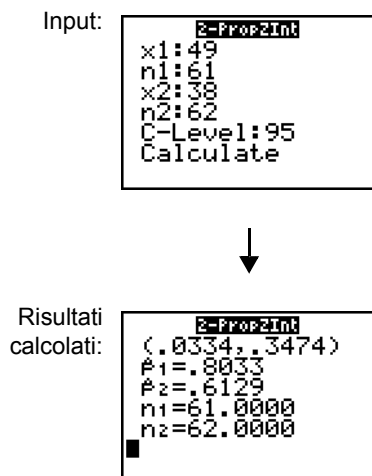 Input:
2-PropZInt
x1:49
n1:61
x2:38
n2:62
C-Level:95
Calculate
Risultati
calcolati:
2-PropZInt
(.0334,.3474)
p̂1=.8033
p̂2=.6129
n1=61.0000
n2=62.0000